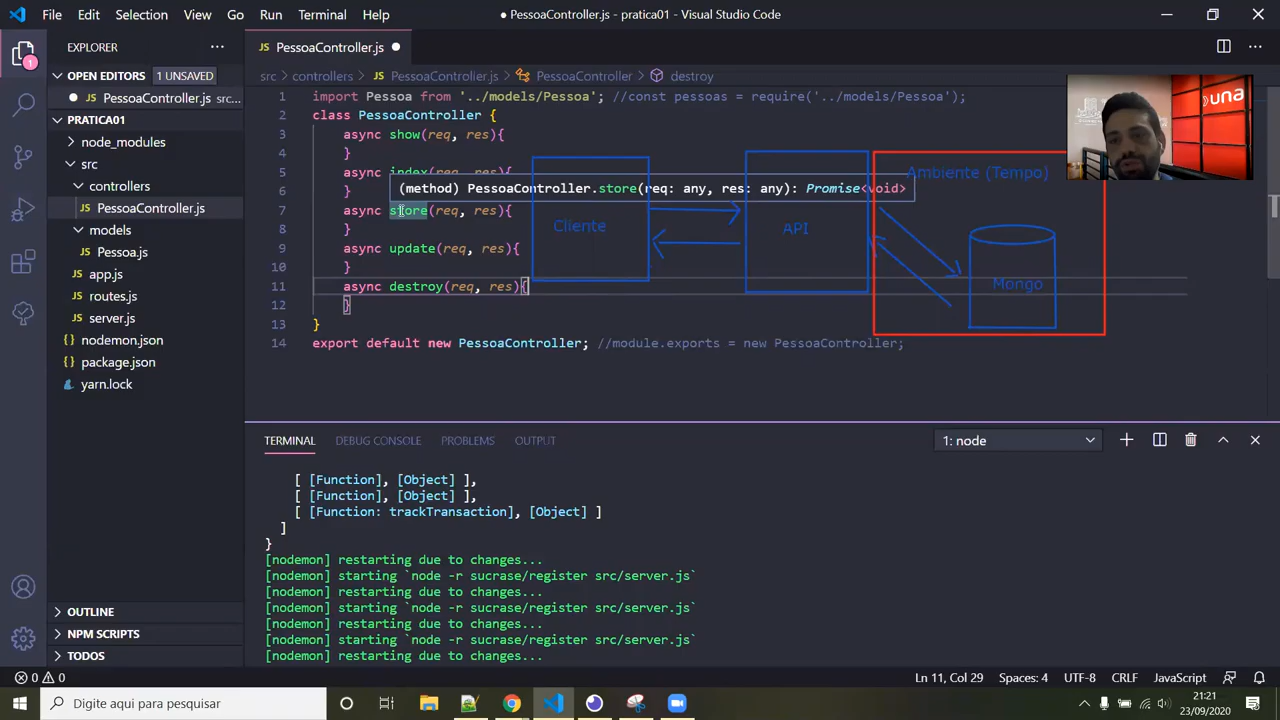 File Edit Selection View Go Run Terminal Help
● PessoaController.js - pratica01 - Visual Studio Code
EXPLORER
OPEN EDITORS 1 UNSAVED
PessoaController.js src...
PRATICA01
node_modules
src
controllers
PessoaController.js
models
Pessoa.js
app.js
routes.js
server.js
nodemon.json
package.json
yarn.lock
OUTLINE
NPM SCRIPTS
TODOS
1
PessoaController.js
src > controllers > PessoaController.js > PessoaController > destroy
1 import Pessoa from '../models/Pessoa'; //const pessoas = require('../models/Pessoa');
2 class PessoaController {
3 async show(req, res){
4 }
5 async index(req, res){
6 }
(method) PessoaController.store(req: any, res: any): Promise<void>
7 async store(req, res){
8 }
9 async update(req, res){
10 }
11 async destroy(req, res){
12 }
13 }
14 export default new PessoaController; //module.exports = new PessoaController;
Cliente
API
Ambiente (Tempo)
Mongo
una
TERMINAL DEBUG CONSOLE PROBLEMS OUTPUT
1: node
[ [Function], [Object] ],
[ [Function], [Object] ],
[ [Function: trackTransaction], [Object] ]
]
}
[nodemon] restarting due to changes...
[nodemon] starting `node -r sucrase/register src/server.js`
[nodemon] restarting due to changes...
[nodemon] starting `node -r sucrase/register src/server.js`
[nodemon] restarting due to changes...
[nodemon] starting `node -r sucrase/register src/server.js`
[nodemon] restarting due to changes...
0 0
Ln 11, Col 29 Spaces: 4 UTF-8 CRLF JavaScript
Digite aqui para pesquisar
21:21
23/09/2020